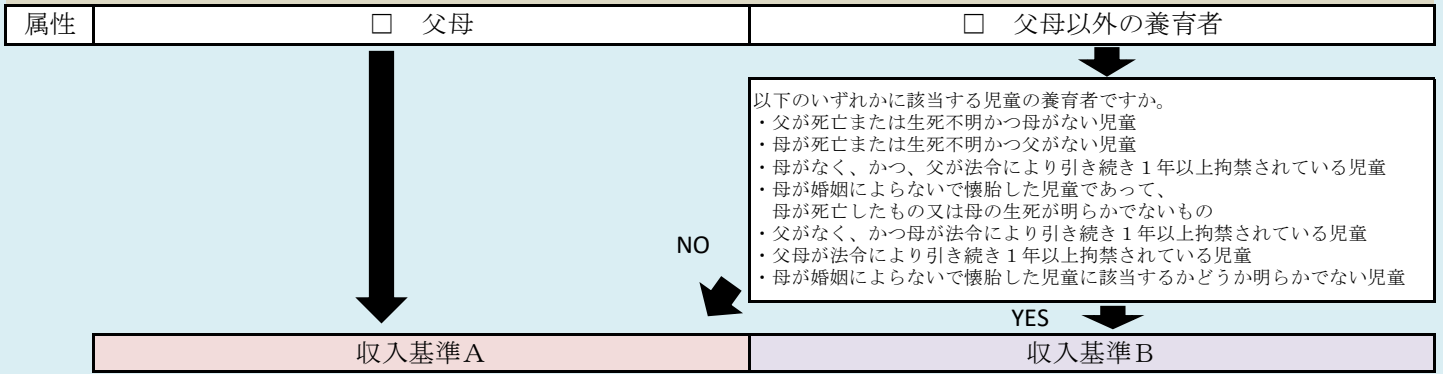 属性
□ 父母
□ 父母以外の養育者
以下のいずれかに該当する児童の養育者ですか。
・父が死亡または生死不明かつ母がない児童
・母が死亡または生死不明かつ父がない児童
・母がなく、かつ、父が法令により引き続き１年以上拘禁されている児童
・母が婚姻によらないで懐胎した児童であって、
母が死亡したもの又は母の生死が明らかでないもの
・父がなく、かつ母が法令により引き続き１年以上拘禁されている児童
・父母が法令により引き続き１年以上拘禁されている児童
・母が婚姻によらないで懐胎した児童に該当するかどうか明らかでない児童
NO
YES
収入基準Ａ
収入基準Ｂ